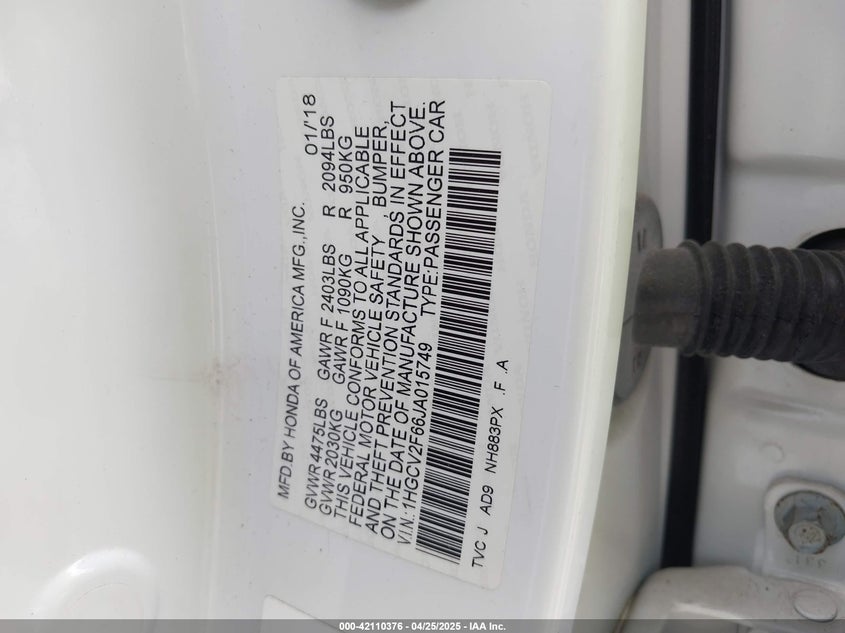 MFD.BY HONDA OF AMERICA MFG.,INC. 01/'18
GVWR 4475LBS GAWR F 2403LBS R 2094LBS
GVWR 2030KG GAWR F 1090KG R 950KG
THIS VEHICLE CONFORMS TO ALL APPLICABLE
FEDERAL MOTOR VEHICLE SAFETY , BUMPER,
AND THEFT PREVENTION STANDARDS IN EFFECT
ON THE DATE OF MANUFACTURE SHOWN ABOVE.
V.I.N.:1HGCV2F66JA015749 TYPE:PASSENGER CAR
TVC J AD9 NH883PX .F .A
000-42110376 - 04/25/2025 - IAA Inc.